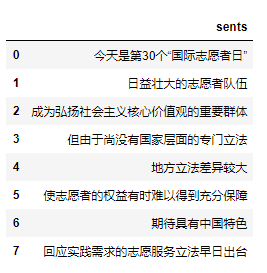 sents
0 今天是第30个“国际志愿者日”
1 日益壮大的志愿者队伍
2 成为弘扬社会主义核心价值观的重要群体
3 但由于尚没有国家层面的专门立法
4 地方立法差异较大
5 使志愿者的权益有时难以得到充分保障
6 期待具有中国特色
7 回应实践需求的志愿服务立法早日出台